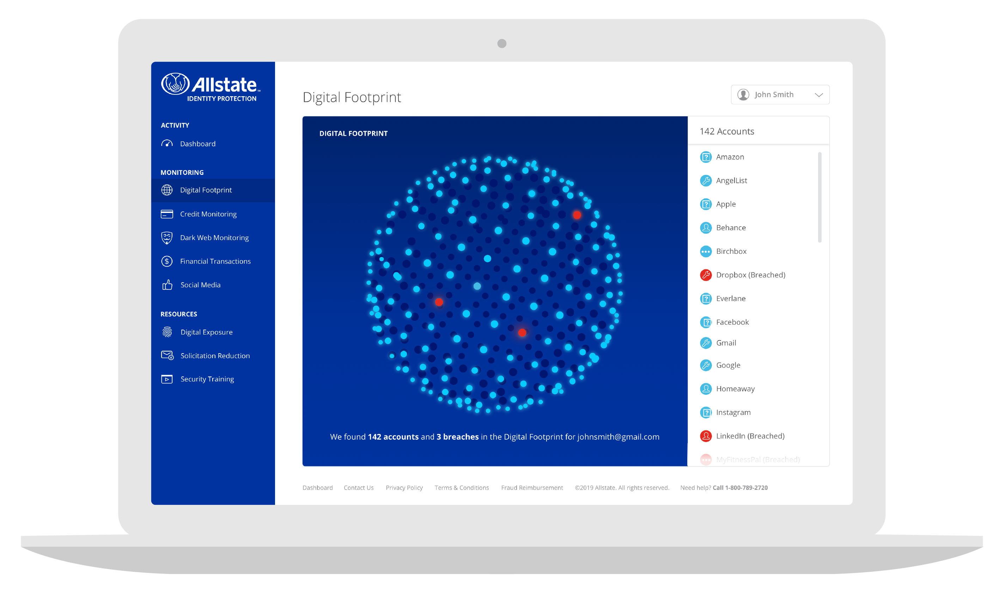 Allstate℠
IDENTITY PROTECTION
ACTIVITY
Dashboard
MONITORING
Digital Footprint
Credit Monitoring
Dark Web Monitoring
Financial Transactions
Social Media
RESOURCES
Digital Exposure
Solicitation Reduction
Security Training
Digital Footprint
John Smith
DIGITAL FOOTPRINT
We found 142 accounts and 3 breaches in the Digital Footprint for johnsmith@gmail.com
142 Accounts
Amazon
AngelList
Apple
Behance
Birchbox
Dropbox (Breached)
Everlane
Facebook
Gmail
Google
Homeaway
Instagram
LinkedIn (Breached)
MyFitnessPal (Breached)
Dashboard Contact Us Privacy Policy Terms & Conditions Fraud Reimbursement ©2019 Allstate. All rights reserved. Need help? Call 1-800-789-2720